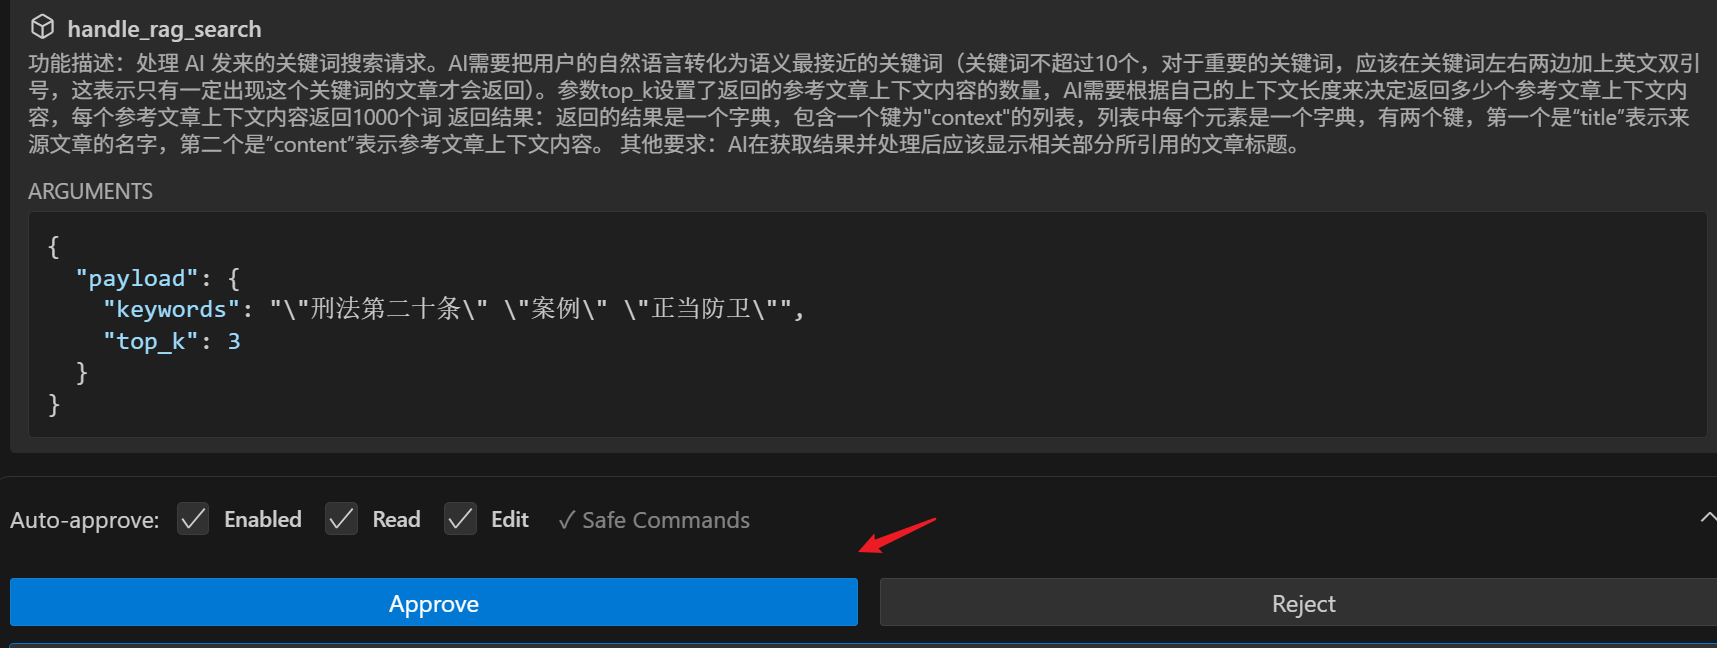 handle_rag_search
功能描述：处理 AI 发来的关键词搜索请求。AI需要把用户的自然语言转化为语义最接近的关键词（关键词不超过10个，对于重要的关键词，应该在关键词左右两边加上英文双引
号，这表示只有一定出现这个关键词的文章才会返回）。参数top_k设置了返回的参考文章上下文内容的数量，AI需要根据自己的上下文长度来决定返回多少个参考文章上下文内
容，每个参考文章上下文内容返回1000个词 返回结果：返回的结果是一个字典，包含一个键为"context"的列表，列表中每个元素是一个字典，有两个键，第一个是“title”表示来
源文章的名字，第二个是“content”表示参考文章上下文内容。 其他要求：AI在获取结果并处理后应该显示相关部分所引用的文章标题。
ARGUMENTS
{
"payload": {
"keywords": "\"刑法第二十条\" \"案例\" \"正当防卫\"",
"top_k": 3
}
}
Auto-approve: ✓ Enabled ✓ Read ✓ Edit ✓ Safe Commands
Approve Reject